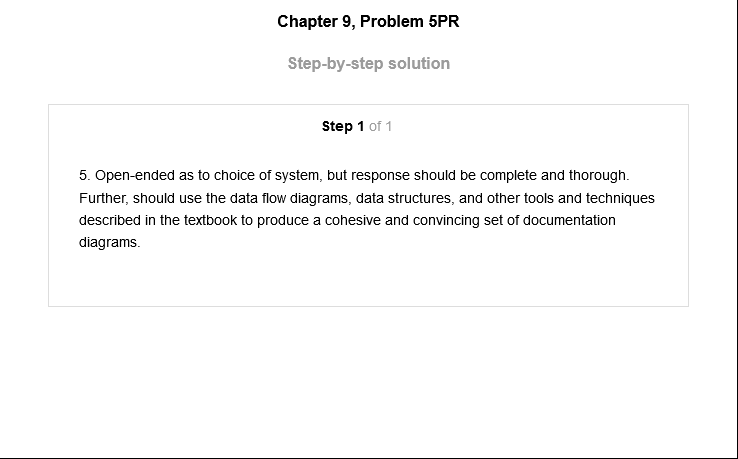 Chapter 9, Problem 5PR
Step-by-step solution
Step 1 of 1
5. Open-ended as to choice of system, but response should be complete and thorough.
Further, should use the data flow diagrams, data structures, and other tools and techniques
described in the textbook to produce a cohesive and convincing set of documentation
diagrams.